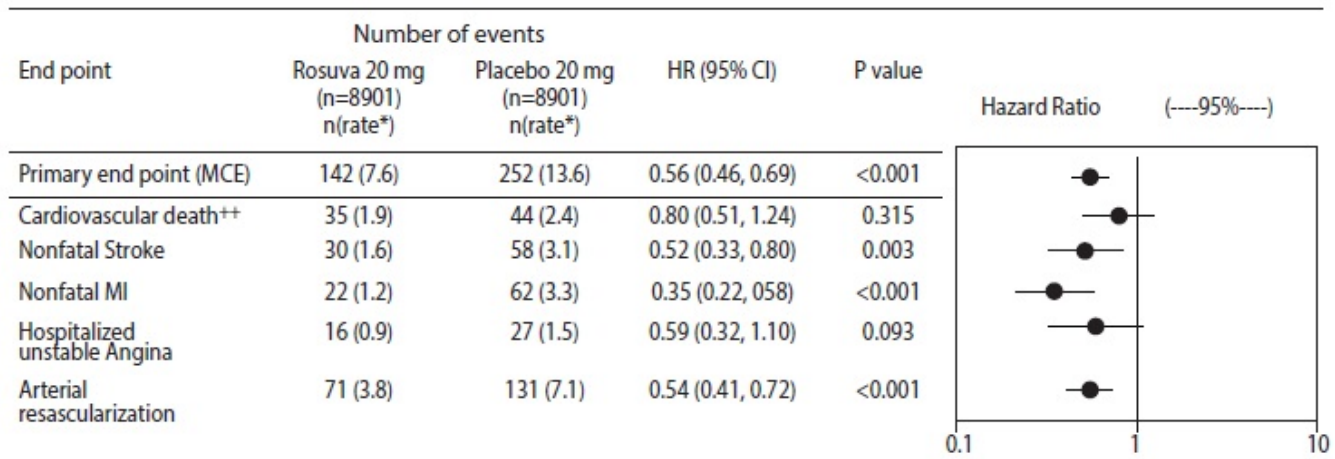 Number of events
End point Rosuva 20 mg Placebo 20 mg HR (95% CI) P value
(n=8901) (n=8901)
n(rate*) n(rate*)
Hazard Ratio (----95%----)
Primary end point (MCE) 142 (7.6) 252 (13.6) 0.56 (0.46, 0.69) <0.001
Cardiovascular death++ 35 (1.9) 44 (2.4) 0.80 (0.51, 1.24) 0.315
Nonfatal Stroke 30 (1.6) 58 (3.1) 0.52 (0.33, 0.80) 0.003
Nonfatal MI 22 (1.2) 62 (3.3) 0.35 (0.22, 058) <0.001
Hospitalized 16 (0.9) 27 (1.5) 0.59 (0.32, 1.10) 0.093
unstable Angina
Arterial 71 (3.8) 131 (7.1) 0.54 (0.41, 0.72) <0.001
resascularization
0.1 1 10